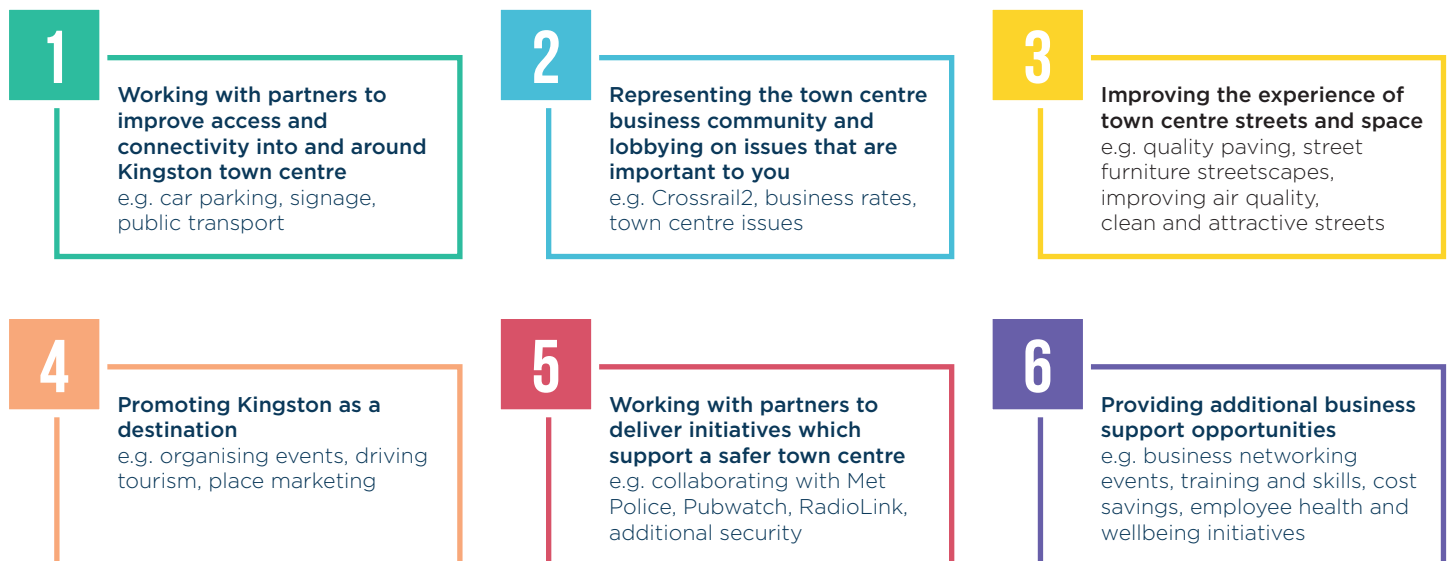 1
Working with partners to
improve access and
connectivity into and around
Kingston town centre
e.g. car parking, signage,
public transport
2
Representing the town centre
business community and
lobbying on issues that are
important to you
e.g. Crossrail2, business rates,
town centre issues
3
Improving the experience of
town centre streets and space
e.g. quality paving, street
furniture streetscapes,
improving air quality,
clean and attractive streets
4
Promoting Kingston as a
destination
e.g. organising events, driving
tourism, place marketing
5
Working with partners to
deliver initiatives which
support a safer town centre
e.g. collaborating with Met
Police, Pubwatch, RadioLink,
additional security
6
Providing additional business
support opportunities
e.g. business networking
events, training and skills, cost
savings, employee health and
wellbeing initiatives